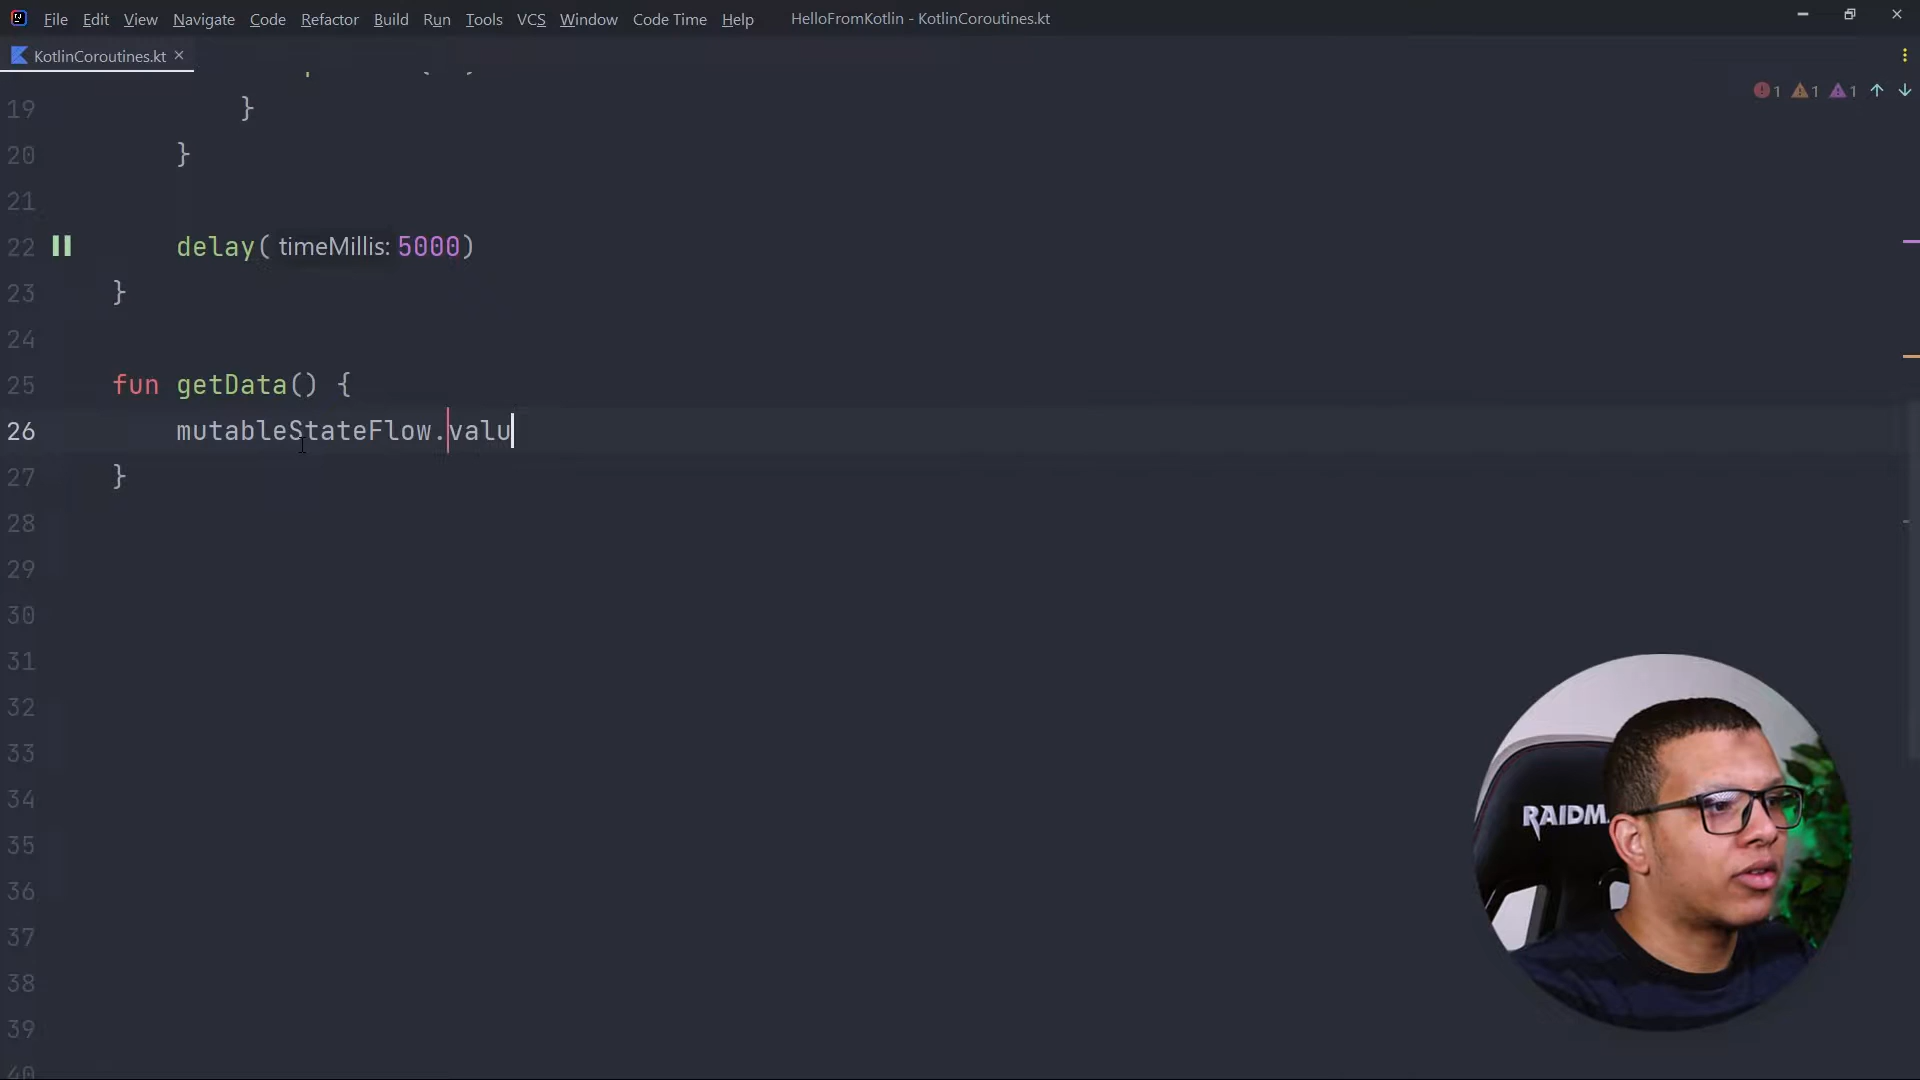 File Edit View Navigate Code Refactor Build Run Tools VCS Window Code Time Help HelloFromKotlin - KotlinCoroutines.kt
KotlinCoroutines.kt
1 1 1
19 }
20 }
21
22 delay( timeMillis: 5000)
23 }
24
25 fun getData() {
26 mutableStateFlow.valu
27 }
28
29
30
31
32
33
34
35
36
37
38
39
40
RAIDM